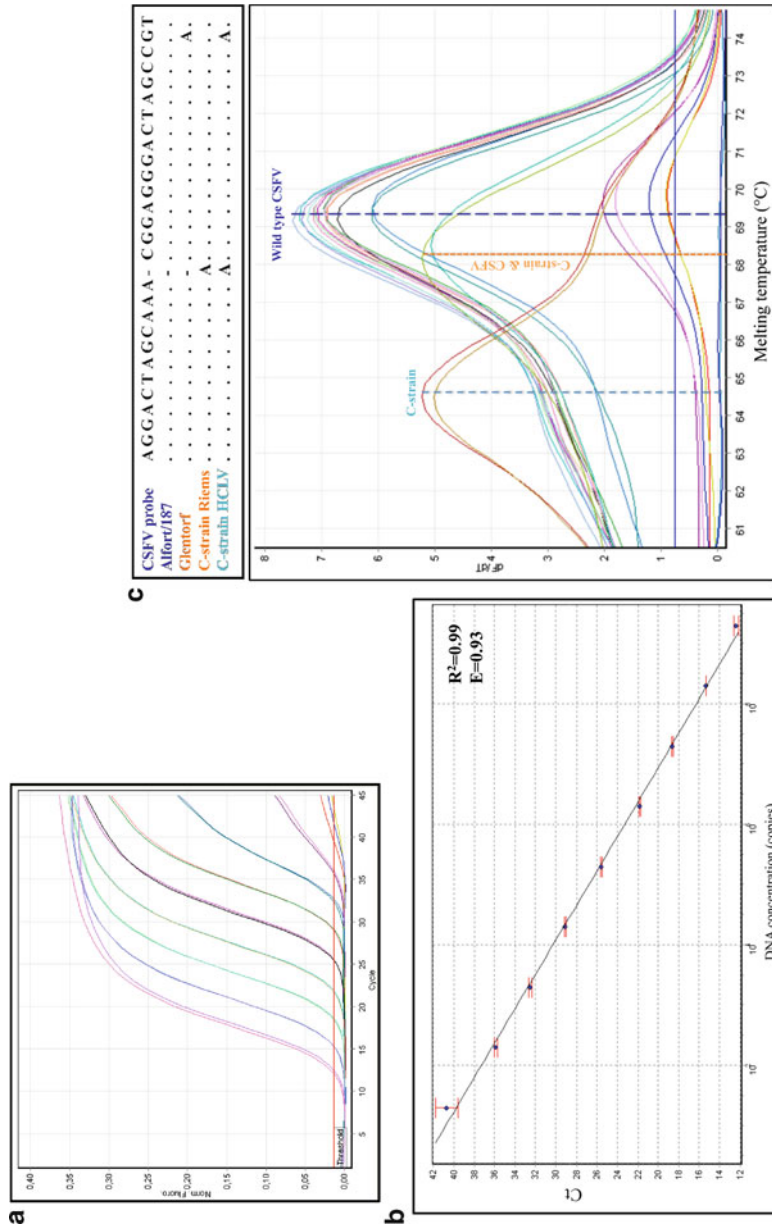 a
0,40
0,35
0,30
0,25
0,20
0,15
0,10
0,05
0,00
Norm. Fluoro.
Threshold
5 10 15 20 25 30 35 40 45
Cycle
b
42
40
38
36
34
32
30
28
26
24
22
20
18
16
14
12
Ct
R²=0.99
E=0.93
10² 10⁴ 10⁶ 10⁸
DNA concentration (copies)
c
CSFV probe AGGACTAGCAAA-CGGAGGGACTAGCCGT
Alfort/187 ............-...............
Glentorf ............-.............A.
C-strain Riems ............A...............
C-strain HCLV ............A.............A.
8
7
6
5
4
3
2
1
0
dF/dT
Wild type CSFV
C-strain & CSFV
C-strain
61 62 63 64 65 66 67 68 69 70 71 72 73 74
Melting temperature (°C)